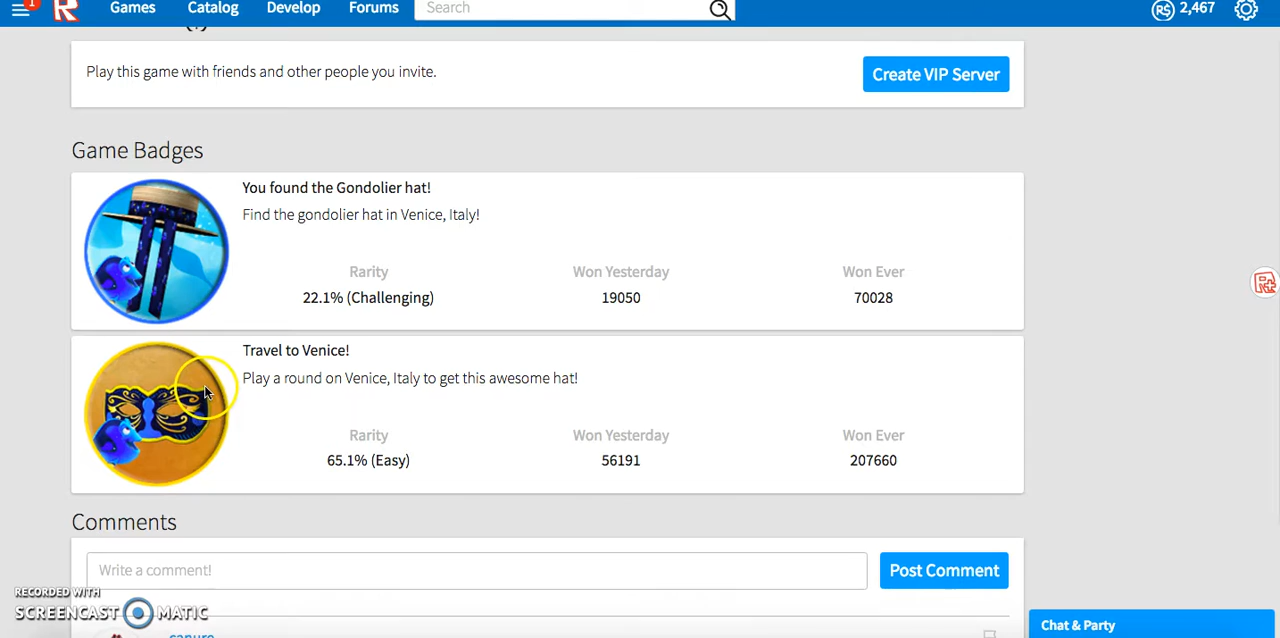 1
Games
Catalog
Develop
Forums
Search
R$ 2,467
Play this game with friends and other people you invite.
Create VIP Server
Game Badges
You found the Gondolier hat!
Find the gondolier hat in Venice, Italy!
Rarity
Won Yesterday
Won Ever
22.1% (Challenging)
19050
70028
Travel to Venice!
Play a round on Venice, Italy to get this awesome hat!
Rarity
Won Yesterday
Won Ever
65.1% (Easy)
56191
207660
Comments
Write a comment!
Post Comment
RECORDED WITH
SCREENCAST MATIC
Chat & Party